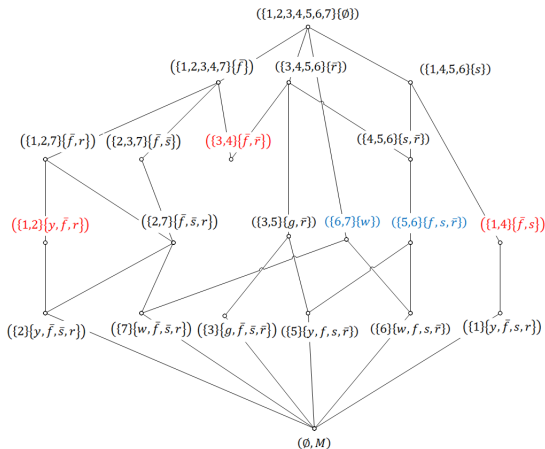 ({1,2,3,4,5,6,7}{∅})
({1,2,3,4,7}{f̄})
({3,4,5,6}{r̄})
({1,4,5,6}{s})
({1,2,7}{f̄, r})
({2,3,7}{f̄, s̄})
({3,4}{f̄, r̄})
({4,5,6}{s, r̄})
({1,2}{y, f̄, r})
({2,7}{f̄, s̄, r})
({3,5}{g, r̄})
({6,7}{w})
({5,6}{f, s, r̄})
({1,4}{f̄, s})
({2}{y, f̄, s̄, r})
({7}{w, f̄, s̄, r})
({3}{g, f̄, s̄, r̄})
({5}{y, f, s, r̄})
({6}{w, f, s, r̄})
({1}{y, f̄, s, r})
(∅, M)